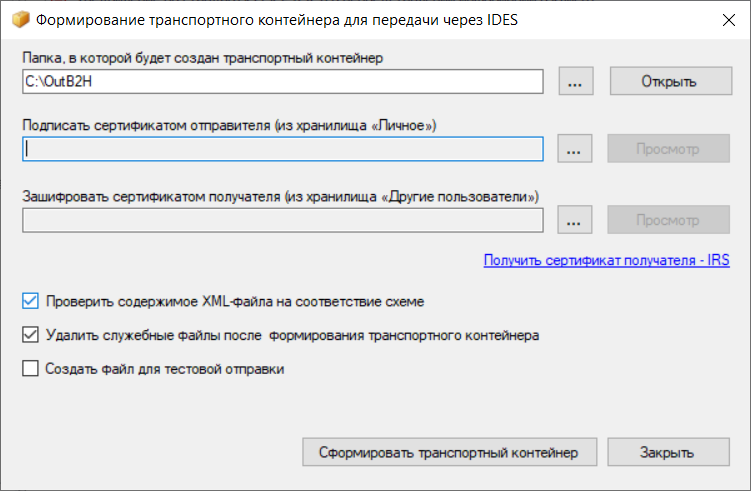 Формирование транспортного контейнера для передачи через IDES
Папка, в которой будет создан транспортный контейнер
C:\OutB2H
...
Открыть
Подписать сертификатом отправителя (из хранилища «Личное»)
...
Просмотр
Зашифровать сертификатом получателя (из хранилища «Другие пользователи»)
...
Просмотр
Получить сертификат получателя - IRS
Проверить содержимое XML-файла на соответствие схеме
Удалить служебные файлы после  формирования транспортного контейнера
Создать файл для тестовой отправки
Сформировать транспортный контейнер
Закрыть